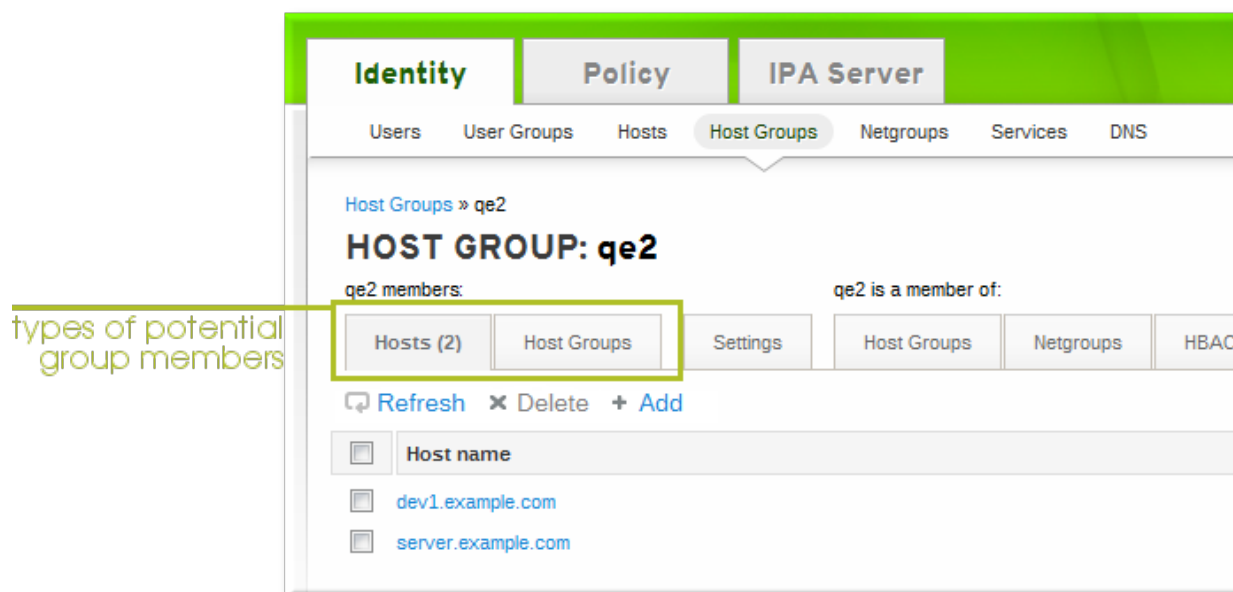 Identity Policy IPA Server
Users User Groups Hosts Host Groups Netgroups Services DNS
Host Groups » qe2
HOST GROUP: qe2
qe2 members: qe2 is a member of:
types of potential
group members
Hosts (2) Host Groups Settings Host Groups Netgroups HBAC
Refresh Delete + Add
Host name
dev1.example.com
server.example.com